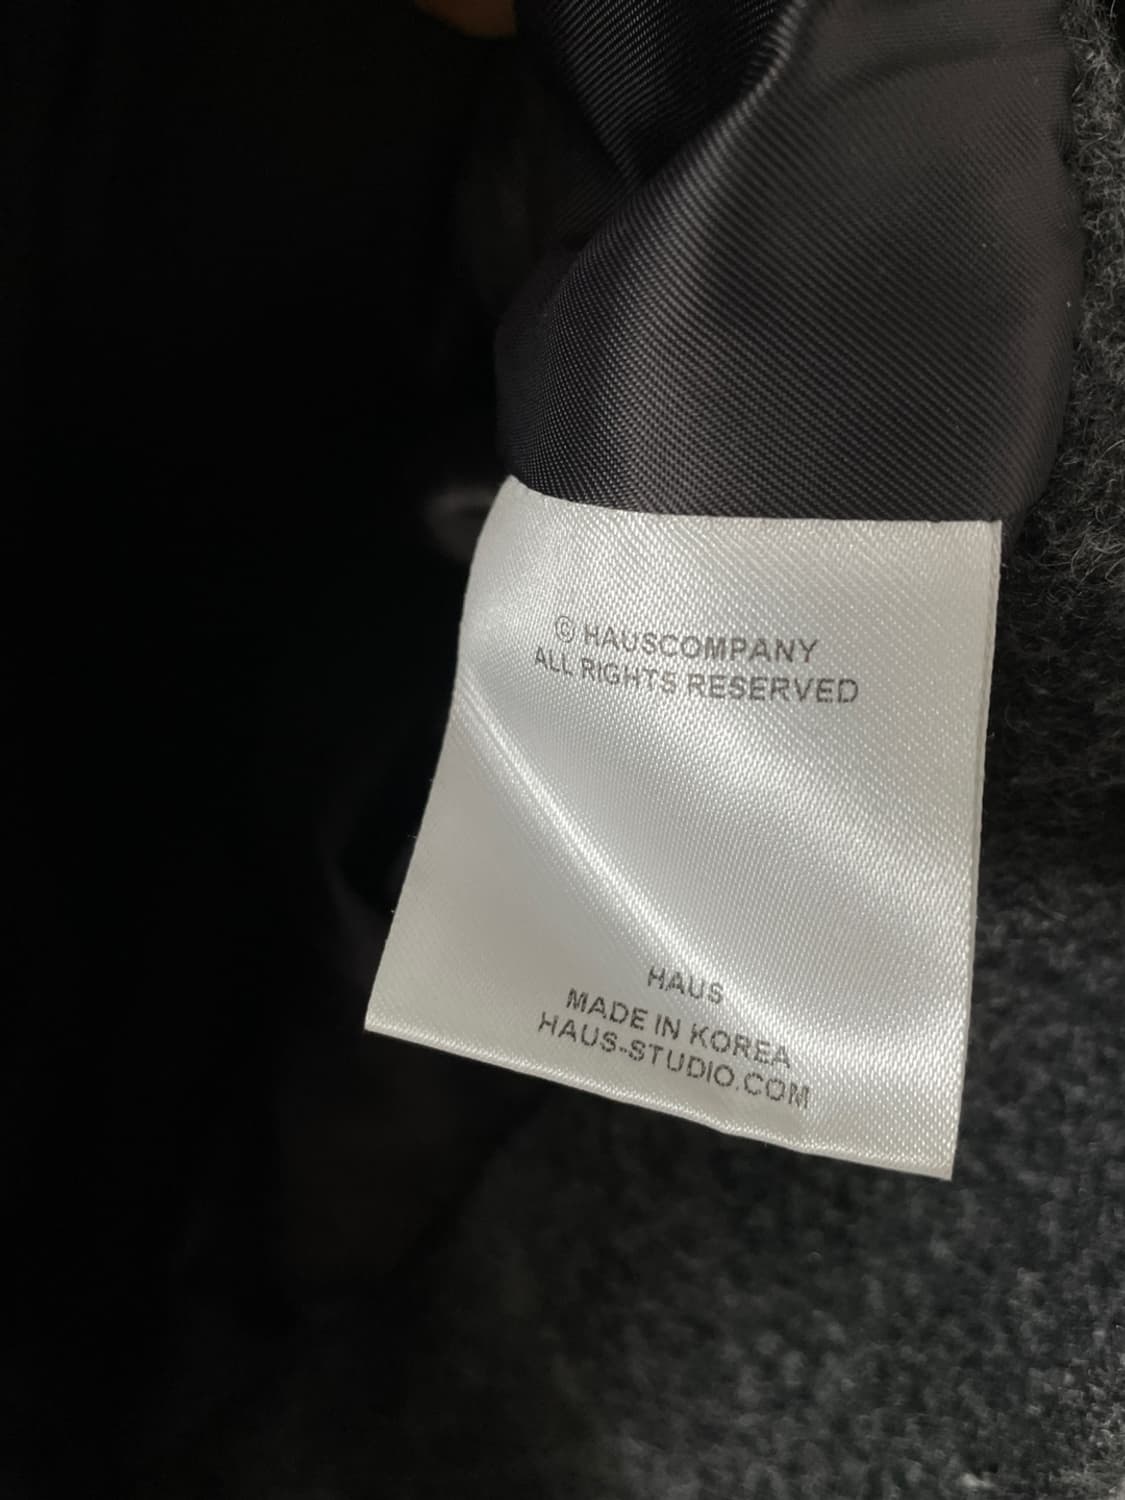 © HAUSCOMPANY
ALL RIGHTS RESERVED
HAUS
MADE IN KOREA
HAUS-STUDIO.COM